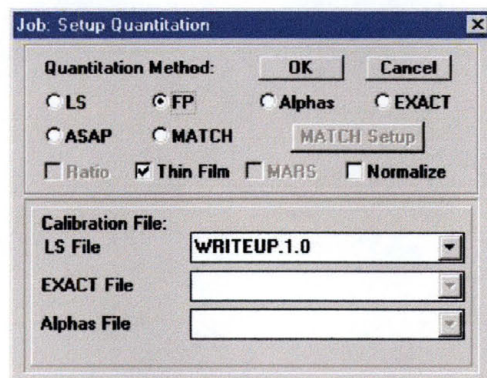 Job: Setup Quantitation
Quantitation Method: OK Cancel
LS FP Alphas EXACT
ASAP MATCH MATCH Setup
Ratio Thin Film MARS Normalize
Calibration File:
LS File WRITEUP.1.0
EXACT File
Alphas File